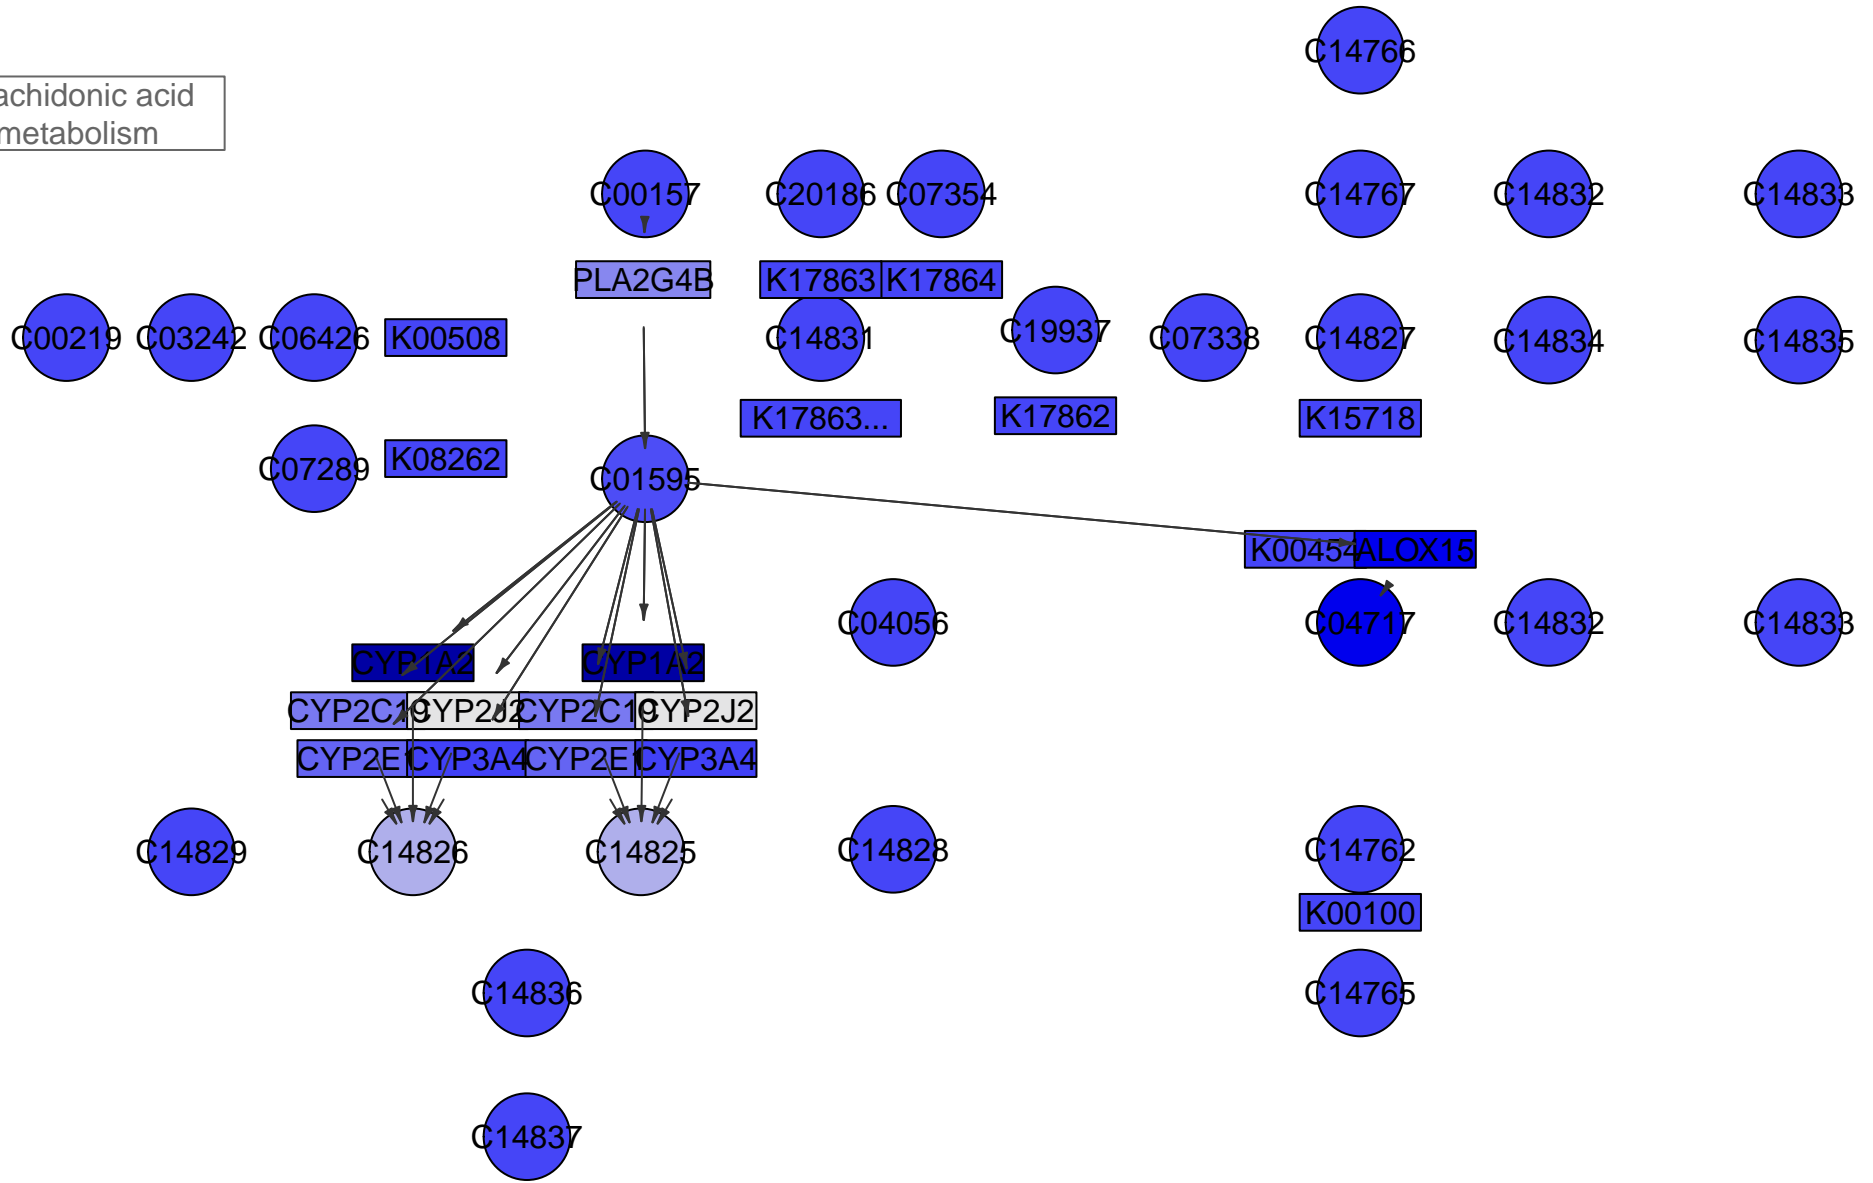 C14766
achidonic acid
metabolism
C00157
C20186
C07354
C14767
C14832
C14833
PLA2G4B
K17863
K17864
C00219
C03242
C06426
K00508
C14831
C19937
C07338
C14827
C14834
C14835
K17863...
K17862
K15718
C07289
K08262
C01595
K00454
ALOX15
C04056
C04717
C14832
C14833
CYP1A2
CYP1A2
CYP2C19
CYP2J2
CYP2C19
CYP2J2
CYP2E1
CYP3A4
CYP2E1
CYP3A4
C14829
C14826
C14825
C14828
C14762
K00100
C14836
C14765
C14837